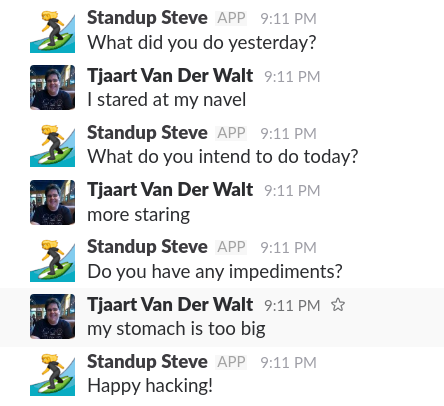 Standup Steve APP 9:11 PM
What did you do yesterday?
Tjaart Van Der Walt 9:11 PM
I stared at my navel
Standup Steve APP 9:11 PM
What do you intend to do today?
Tjaart Van Der Walt 9:11 PM
more staring
Standup Steve APP 9:11 PM
Do you have any impediments?
Tjaart Van Der Walt 9:11 PM
my stomach is too big
Standup Steve APP 9:11 PM
Happy hacking!